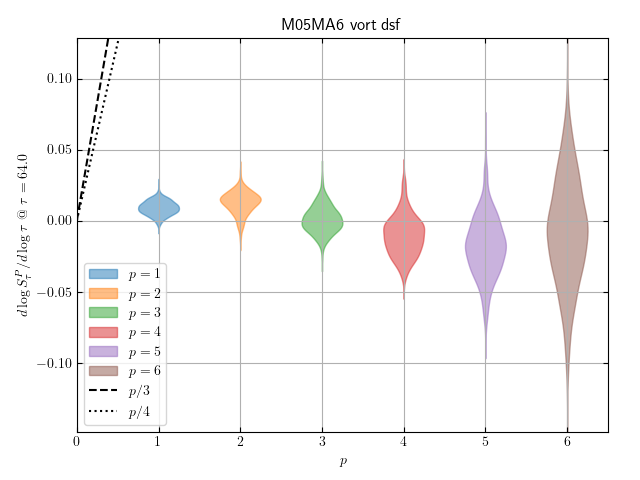 M05MA6 vort dsf
d log S_τ^P / d log τ @ τ = 64.0
0.10
0.05
0.00
−0.05
−0.10
p = 1
p = 2
p = 3
p = 4
p = 5
p = 6
p/3
p/4
0 1 2 3 4 5 6
p